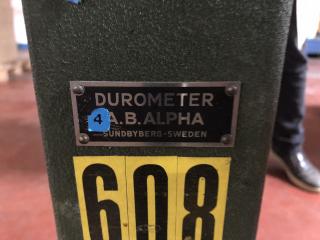 DUROMETER
4 A.B. ALPHA
SUNDBYBERG-SWEDEN
608